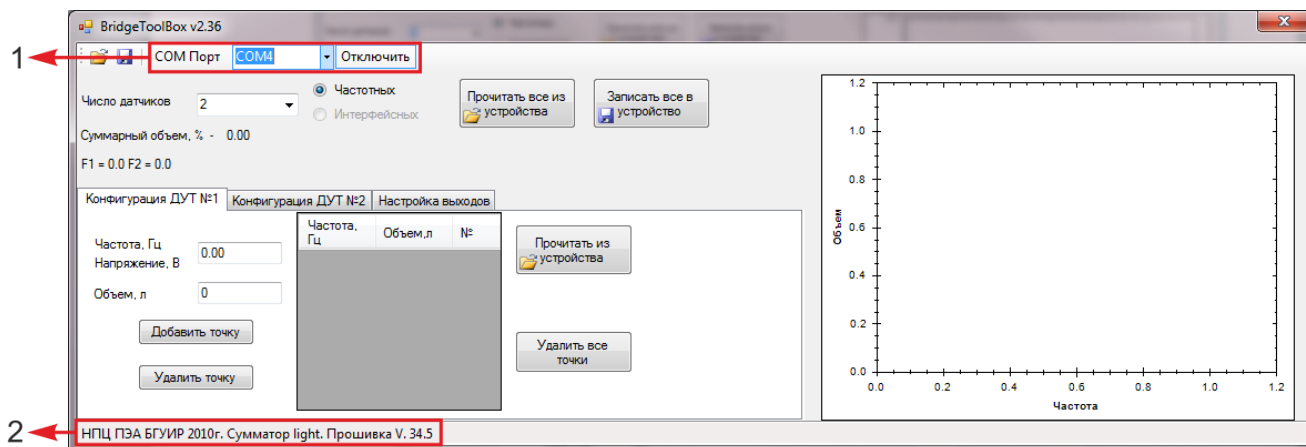 BridgeToolBox v2.36
1
COM Порт COM4 Отключить
Число датчиков 2
Частотных
Интерфейсных
Прочитать все из
устройства
Записать все в
устройство
Суммарный объем, % - 0.00
F1 = 0.0 F2 = 0.0
Конфигурация ДУТ №1 Конфигурация ДУТ №2 Настройка выходов
Частота, Гц
Напряжение, В
0.00
Объем, л 0
Добавить точку
Удалить точку
Частота,
Гц
Объем,л №
Прочитать из
устройства
Удалить все
точки
Объем
1.2
1.0
0.8
0.6
0.4
0.2
0.0
0.0 0.2 0.4 0.6 0.8 1.0 1.2
Частота
2
НПЦ ПЭА БГУИР 2010г. Сумматор light. Прошивка V. 34.5